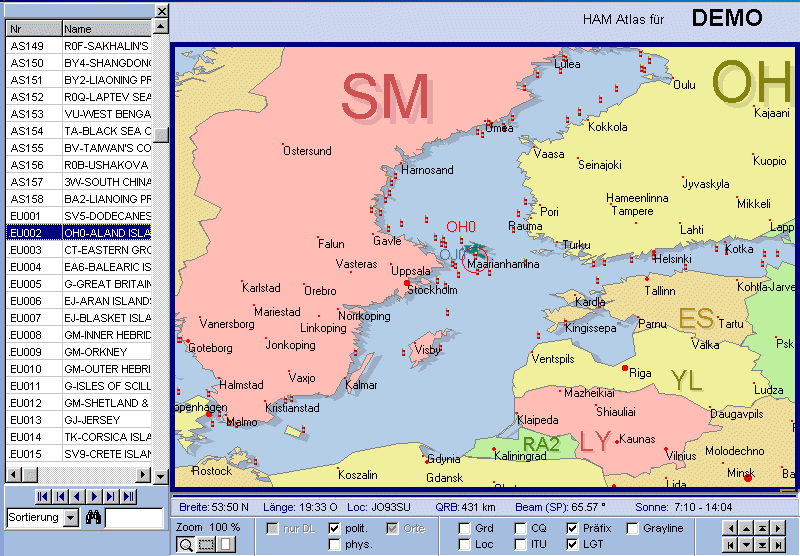 HAM Atlas für DEMO
Nr Name
AS149 R0F-SAKHALIN'S
AS150 BY4-SHANGDONG
AS151 BY2-LIAONING PR
AS152 R0Q-LAPTEV SEA
AS153 VU-WEST BENGA
AS154 TA-BLACK SEA C
AS155 BV-TAIWAN'S CO
AS156 R0B-USHAKOVA
AS157 3W-SOUTH CHINA
AS158 BA2-LIANOING PR
EU001 SV5-DODECANES
EU002 OH0-ALAND ISLA
EU003 CT-EASTERN GRO
EU004 EA6-BALEARIC IS
EU005 G-GREAT BRITAIN
EU006 EJ-ARAN ISLANDS
EU007 EJ-BLASKET ISLAN
EU008 GM-INNER HEBRID
EU009 GM-ORKNEY
EU010 GM-OUTER HEBRI
EU011 G-ISLES OF SCILL
EU012 GM-SHETLAND &
EU013 GJ-JERSEY
EU014 TK-CORSICA ISLA
EU015 SV9-CRETE ISLAN
Sortierung
SM
OH
Lulea
Oulu
Kajaani
Umea
Kokkola
Ostersund
Vaasa
Seinajoki
Kuopio
Harnosand
Jyvaskyla
Hameenlinna
Mikkeli
Pori
Tampere
OH0
Rauma
Lahti
Lapp
Falun
Gavle
Turku
OJ0
Kotka
Vasteras
Uppsala
Maarianhamina
Helsinki
Karlstad
Orebro
Stockholm
Tallinn
Kohtla-Jarve
Mariestad
Norrkoping
Kardla
Vanersborg
Linkoping
Kingissepa
Parnu
ES
Tartu
Goteborg
Jonkoping
Visby
Valka
Psk
Ventspils
Riga
Halmstad
Vaxjo
Kalmar
YL
Ludza
Mazheikiai
openhagen
Kristianstad
Shiauliai
Daugavpils
Malmo
Klaipeda
RA2
LY
Kaunas
Kaliningrad
Vilnius
Molodechno
Rostock
Koszalin
Gdynia
Gdansk
Minsk
Lida
Breite: 53:50 N Länge: 19:33 O Loc: JO93SU QRB: 431 km Beam (SP): 65.57 ° Sonne: 7:10 - 14:04
Zoom 100 %
nur DL
polit.
Orte
Grd
CQ
Präfix
Grayline
phys.
Loc
ITU
LGT